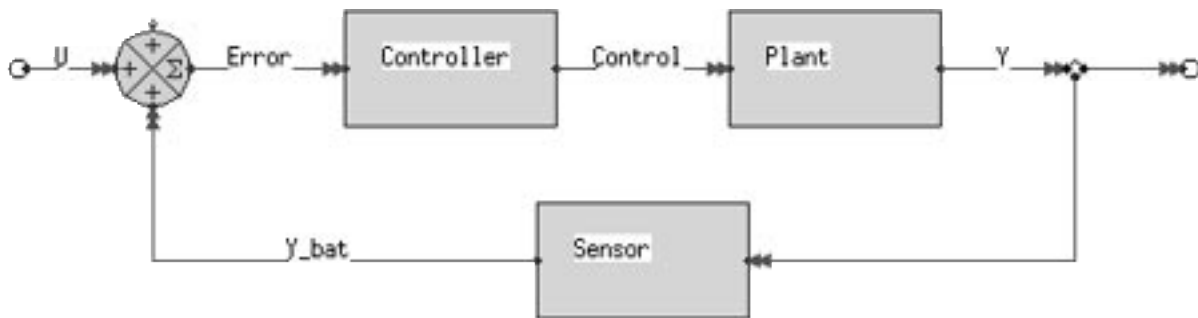 U
Error
Controller
Control
Plant
Y
+
+
+
Σ
Y_bat
Sensor